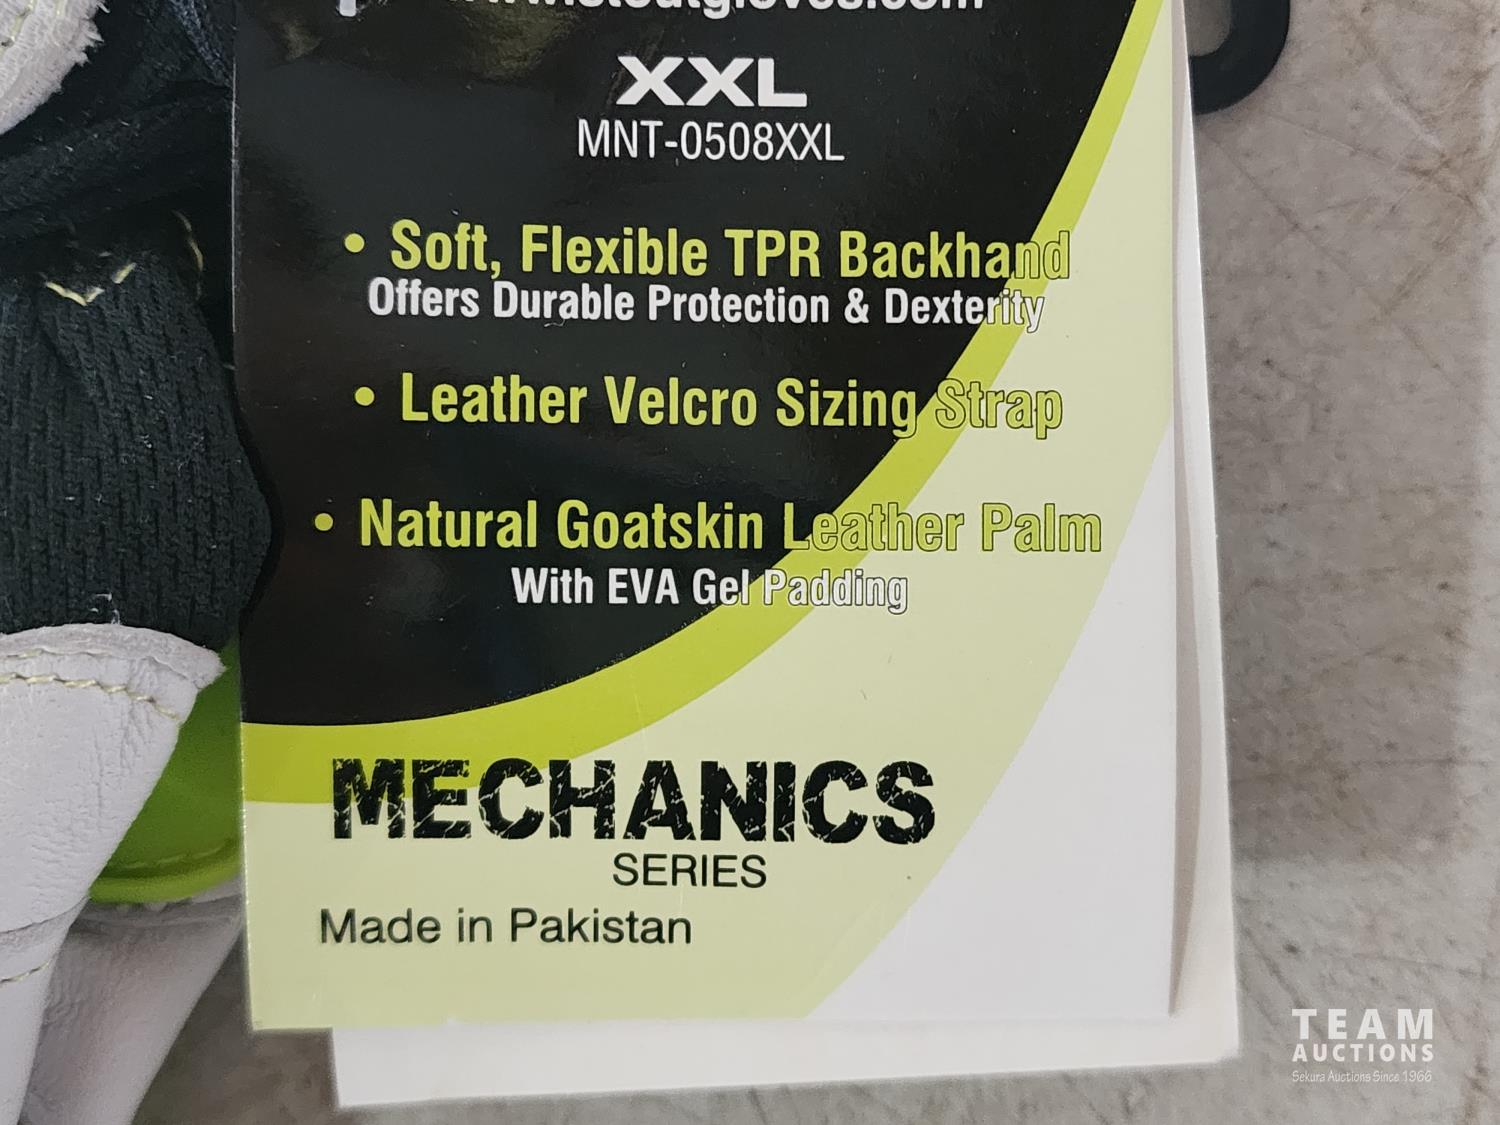 XXL
MNT-0508XXL
• Soft, Flexible TPR Backhand
Offers Durable Protection & Dexterity
• Leather Velcro Sizing Strap
• Natural Goatskin Leather Palm
With EVA Gel Padding
MECHANICS
SERIES
Made in Pakistan
TEAM
AUCTIONS
Sekura Auctions Since 1966